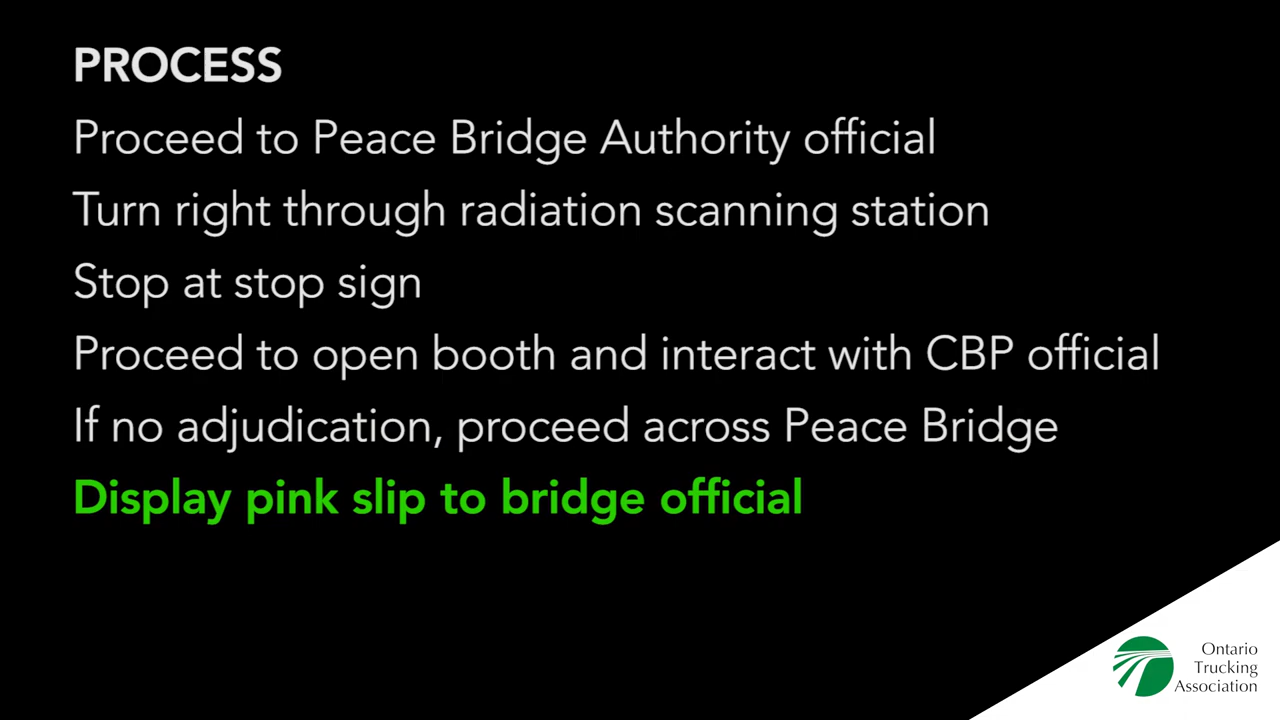 PROCESS
Proceed to Peace Bridge Authority official
Turn right through radiation scanning station
Stop at stop sign
Proceed to open booth and interact with CBP official
If no adjudication, proceed across Peace Bridge
Display pink slip to bridge official
Ontario
Trucking
Association